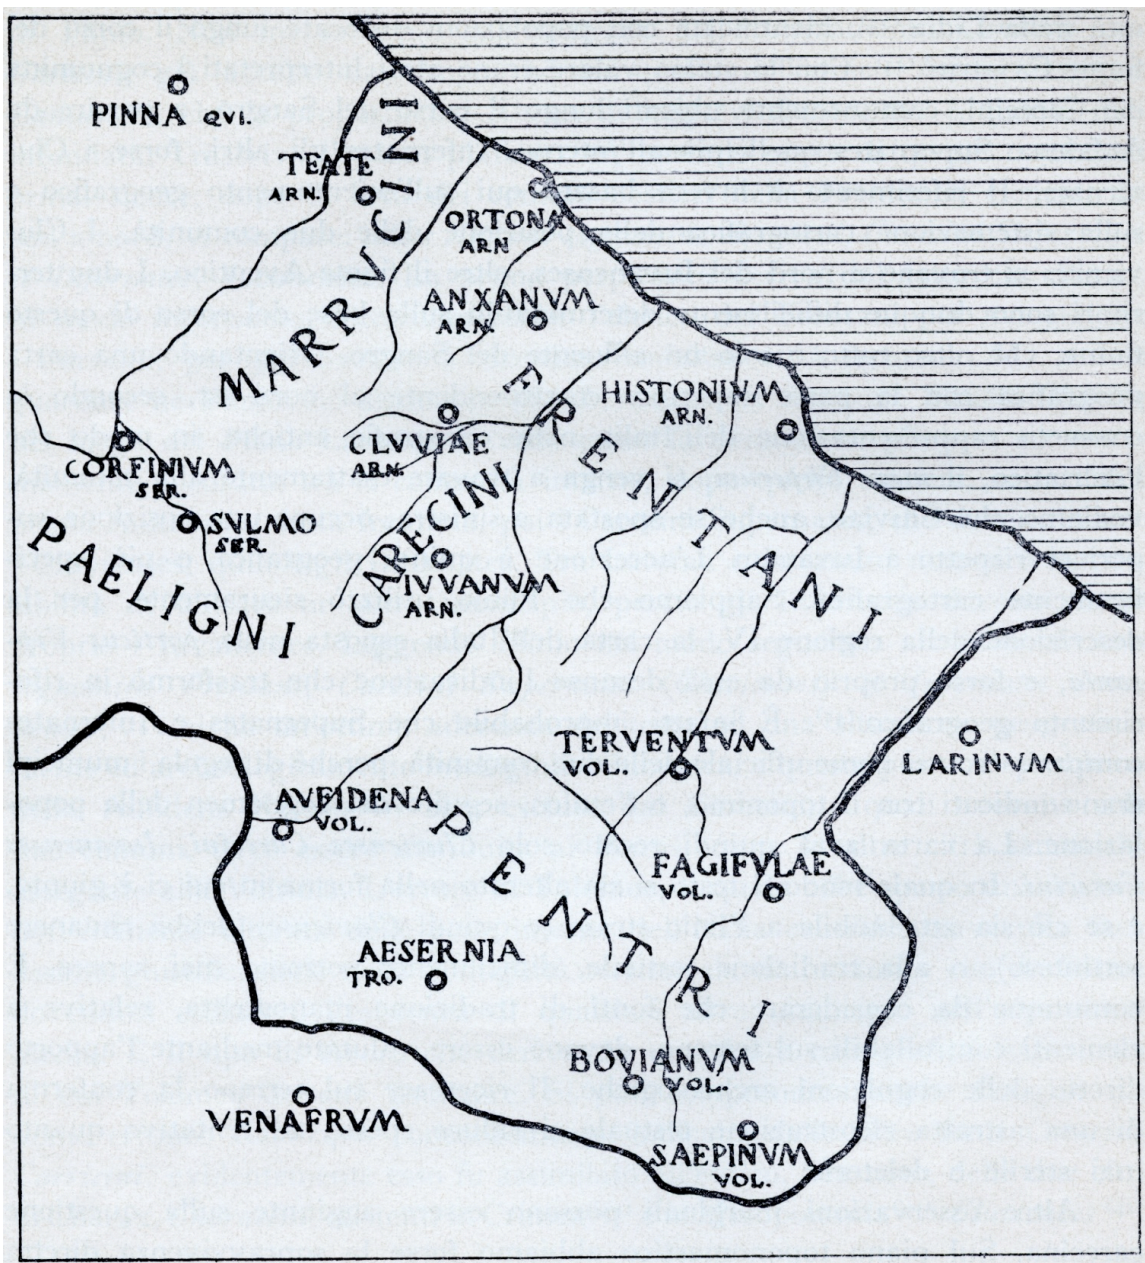 PINNA QVI.
TEATE
ARN.
MARRVCINI
ORTONA
ARN
ANXANVM
ARN.
FRENTANI
HISTONIVM
ARN.
CLVVIAE
ARN.
CORFINIVM
SER.
SVLMO
SER.
PAELIGNI
CARECINI
IVVANVM
ARN.
TERVENTVM
VOL.
LARINVM
AVFIDENA
VOL.
PENTRI
FAGIFVLAE
VOL.
AESERNIA
TRO.
BOVIANVM
VOL.
VENAFRVM
SAEPINVM
VOL.